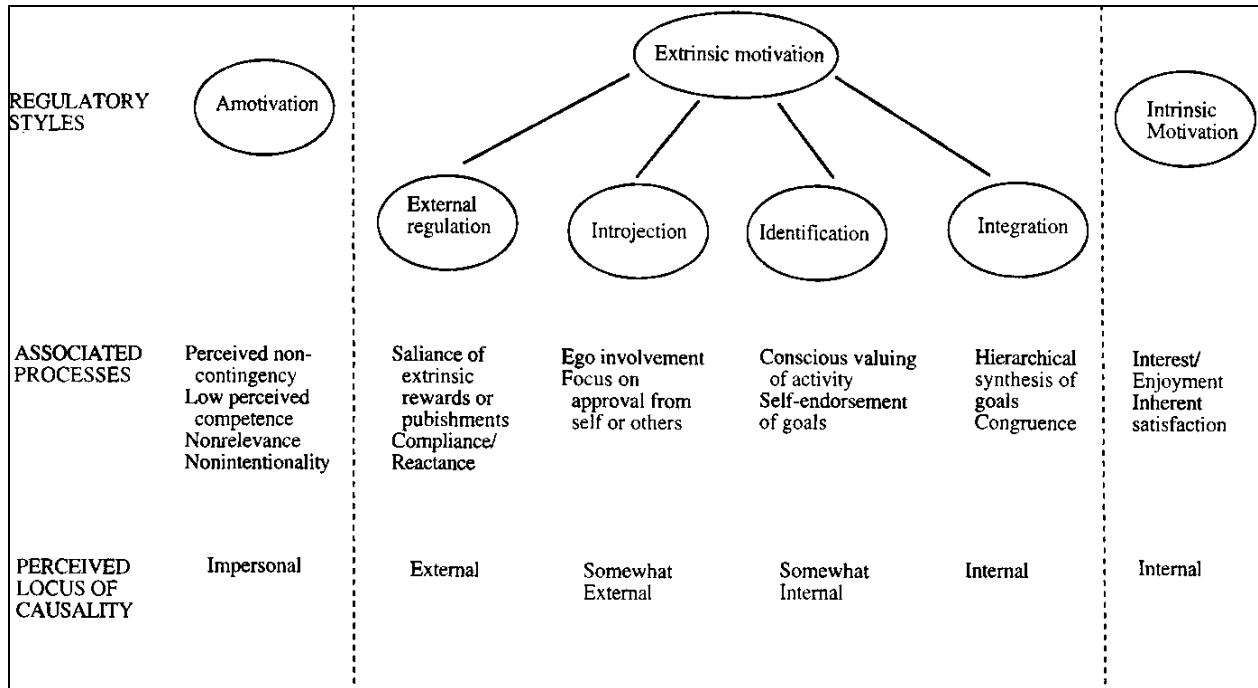 REGULATORY
STYLES
Amotivation
Extrinsic motivation
Intrinsic
Motivation
External
regulation
Introjection
Identification
Integration
ASSOCIATED
PROCESSES
Perceived non-
contingency
Low perceived
competence
Nonrelevance
Nonintentionality
Saliance of
extrinsic
rewards or
pubishments
Compliance/
Reactance
Ego involvement
Focus on
approval from
self or others
Conscious valuing
of activity
Self-endorsement
of goals
Hierarchical
synthesis of
goals
Congruence
Interest/
Enjoyment
Inherent
satisfaction
PERCEIVED
LOCUS OF
CAUSALITY
Impersonal
External
Somewhat
External
Somewhat
Internal
Internal
Internal